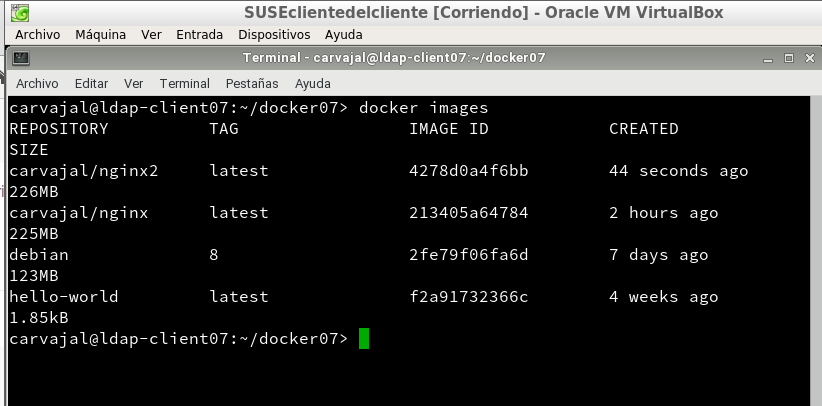 SUSEclientedelcliente [Corriendo] - Oracle VM VirtualBox
Archivo Máquina Ver Entrada Dispositivos Ayuda
Terminal - carvajal@ldap-client07:~/docker07
Archivo Editar Ver Terminal Pestañas Ayuda
carvajal@ldap-client07:~/docker07> docker images
REPOSITORY TAG IMAGE ID CREATED
SIZE
carvajal/nginx2 latest 4278d0a4f6bb 44 seconds ago
226MB
carvajal/nginx latest 213405a64784 2 hours ago
225MB
debian 8 2fe79f06fa6d 7 days ago
123MB
hello-world latest f2a91732366c 4 weeks ago
1.85kB
carvajal@ldap-client07:~/docker07>